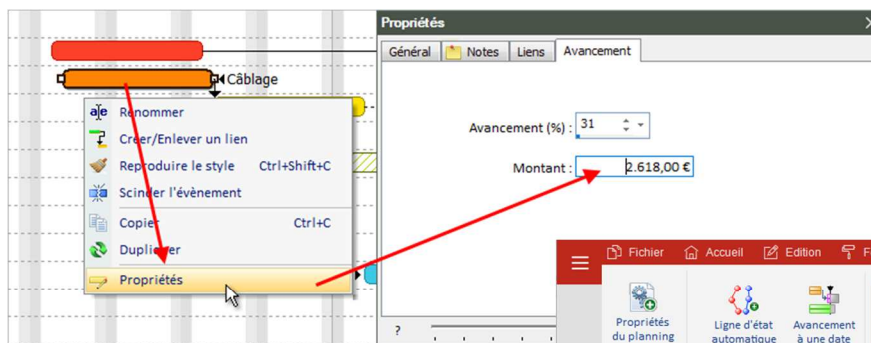 Câblage
Renommer
Créer/Enlever un lien
Reproduire le style Ctrl+Shift+C
Scinder l'évènement
Copier Ctrl+C
Dupliquer
Propriétés
Propriétés
Général Notes Liens Avancement
Avancement (%) : 31
Montant : 2.618,00 €
?
Fichier Accueil Edition F
Propriétés
du planning
Ligne d'état
automatique
Avancement
à une date